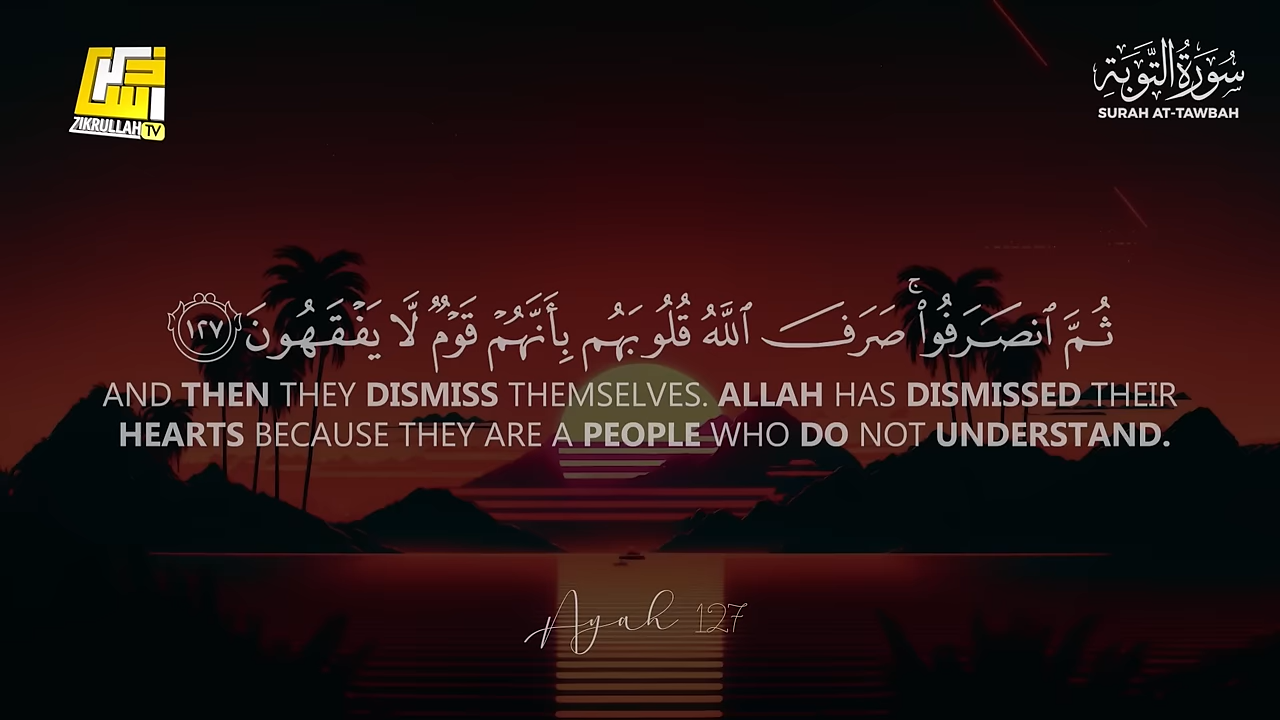 ZIKRULLAH TV
سُورَةُ التَّوْبَةِ
SURAH AT-TAWBAH
ثُمَّ ٱنصَرَفُوا۟ ۚ صَرَفَ ٱللَّهُ قُلُوبَهُم بِأَنَّهُمْ قَوْمٌ لَّا يَفْقَهُونَ ١٢٧
AND THEN THEY DISMISS THEMSELVES. ALLAH HAS DISMISSED THEIR
HEARTS BECAUSE THEY ARE A PEOPLE WHO DO NOT UNDERSTAND.
Ayah 127